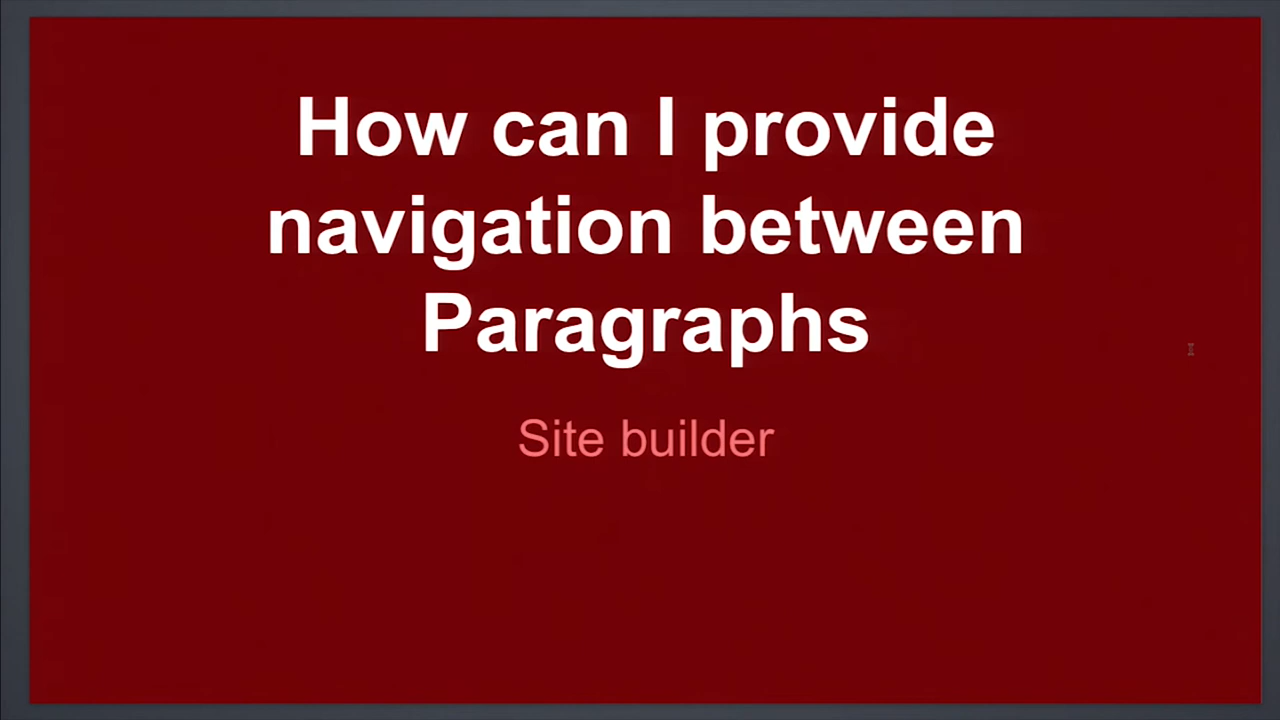 How can I provide
navigation between
Paragraphs
Site builder